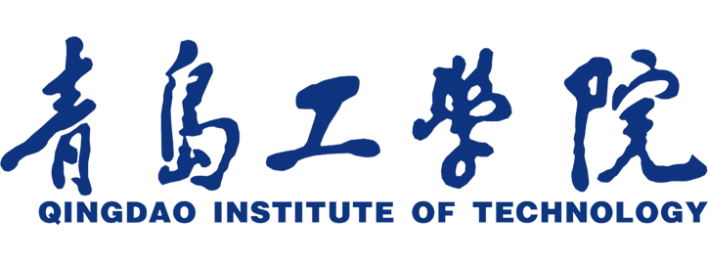 青島工學院
QINGDAO INSTITUTE OF TECHNOLOGY